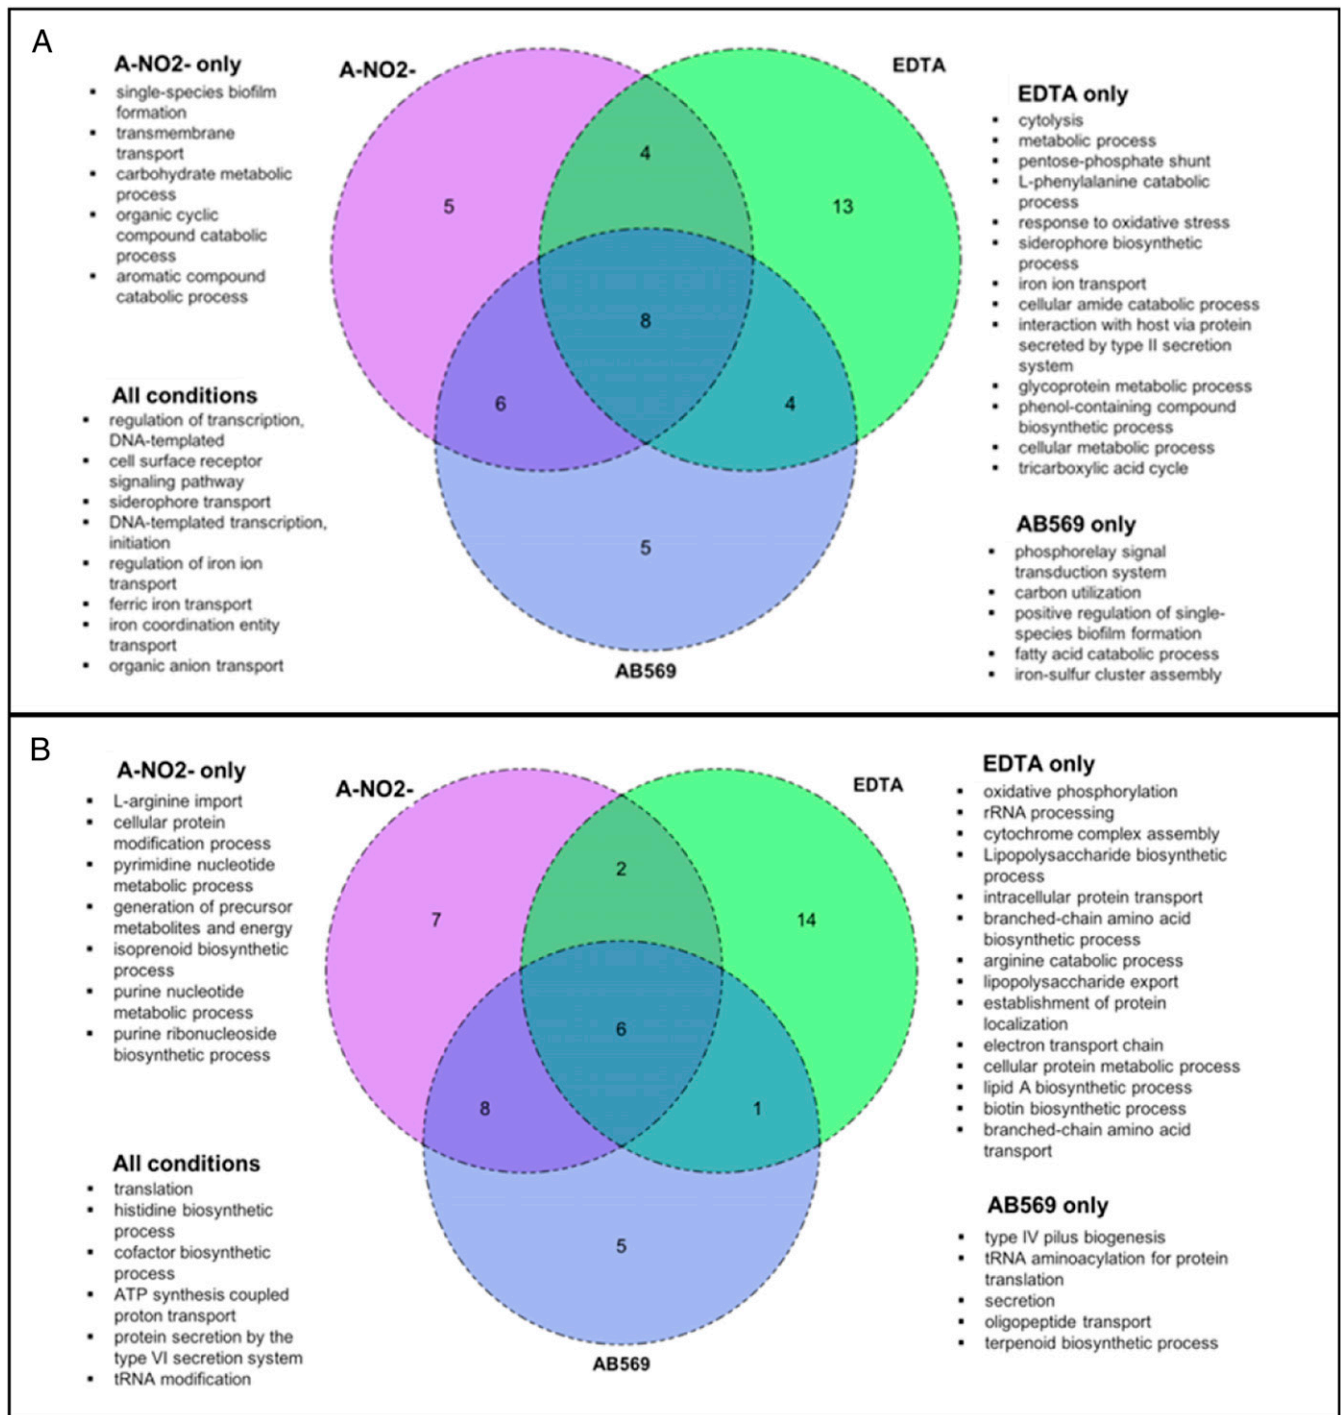 A
A-NO2- only
▪ single-species biofilm
formation
▪ transmembrane
transport
▪ carbohydrate metabolic
process
▪ organic cyclic
compound catabolic
process
▪ aromatic compound
catabolic process
All conditions
▪ regulation of transcription,
DNA-templated
▪ cell surface receptor
signaling pathway
▪ siderophore transport
▪ DNA-templated transcription,
initiation
▪ regulation of iron ion
transport
▪ ferric iron transport
▪ iron coordination entity
transport
▪ organic anion transport
A-NO2-
EDTA
4
5
13
8
6
4
5
AB569
EDTA only
▪ cytolysis
▪ metabolic process
▪ pentose-phosphate shunt
▪ L-phenylalanine catabolic
process
▪ response to oxidative stress
▪ siderophore biosynthetic
process
▪ iron ion transport
▪ cellular amide catabolic process
▪ interaction with host via protein
secreted by type II secretion
system
▪ glycoprotein metabolic process
▪ phenol-containing compound
biosynthetic process
▪ cellular metabolic process
▪ tricarboxylic acid cycle
AB569 only
▪ phosphorelay signal
transduction system
▪ carbon utilization
▪ positive regulation of single-
species biofilm formation
▪ fatty acid catabolic process
▪ iron-sulfur cluster assembly
B
A-NO2- only
▪ L-arginine import
▪ cellular protein
modification process
▪ pyrimidine nucleotide
metabolic process
▪ generation of precursor
metabolites and energy
▪ isoprenoid biosynthetic
process
▪ purine nucleotide
metabolic process
▪ purine ribonucleoside
biosynthetic process
All conditions
▪ translation
▪ histidine biosynthetic
process
▪ cofactor biosynthetic
process
▪ ATP synthesis coupled
proton transport
▪ protein secretion by the
type VI secretion system
▪ tRNA modification
A-NO2-
EDTA
2
7
14
6
8
1
5
AB569
EDTA only
▪ oxidative phosphorylation
▪ rRNA processing
▪ cytochrome complex assembly
▪ Lipopolysaccharide biosynthetic
process
▪ intracellular protein transport
▪ branched-chain amino acid
biosynthetic process
▪ arginine catabolic process
▪ lipopolysaccharide export
▪ establishment of protein
localization
▪ electron transport chain
▪ cellular protein metabolic process
▪ lipid A biosynthetic process
▪ biotin biosynthetic process
▪ branched-chain amino acid
transport
AB569 only
▪ type IV pilus biogenesis
▪ tRNA aminoacylation for protein
translation
▪ secretion
▪ oligopeptide transport
▪ terpenoid biosynthetic process